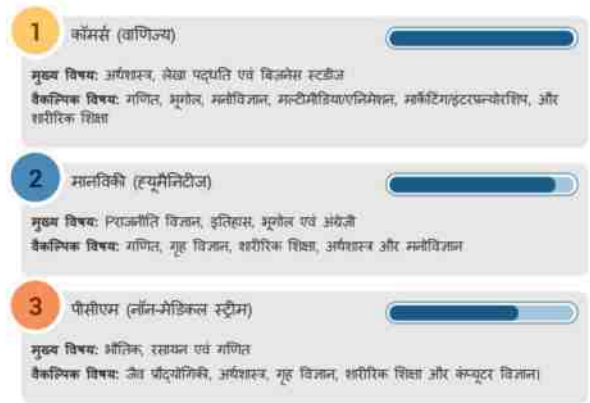 1
कॉमर्स (वाणिज्य)
मुख्य विषय: अर्थशास्त्र, लेखा पद्धति एवं बिज़नेस स्टडीज
वैकल्पिक विषय: गणित, भूगोल, मनोविज्ञान, मल्टीमीडिया/एनिमेशन, मार्केटिंग/इंटरप्रन्योरशिप, और
शारीरिक शिक्षा
2
मानविकी (ह्यूमैनिटीज)
मुख्य विषय: Pराजनीति विज्ञान, इतिहास, भूगोल एवं अंग्रेज़ी
वैकल्पिक विषय: गणित, गृह विज्ञान, शारीरिक शिक्षा, अर्थशास्त्र और मनोविज्ञान
3
पीसीएम (नॉन-मेडिकल स्ट्रीम)
मुख्य विषय: भौतिक, रसायन एवं गणित
वैकल्पिक विषय: जैव प्रौद्योगिकी, अर्थशास्त्र, गृह विज्ञान, शारीरिक शिक्षा और कंप्यूटर विज्ञान।